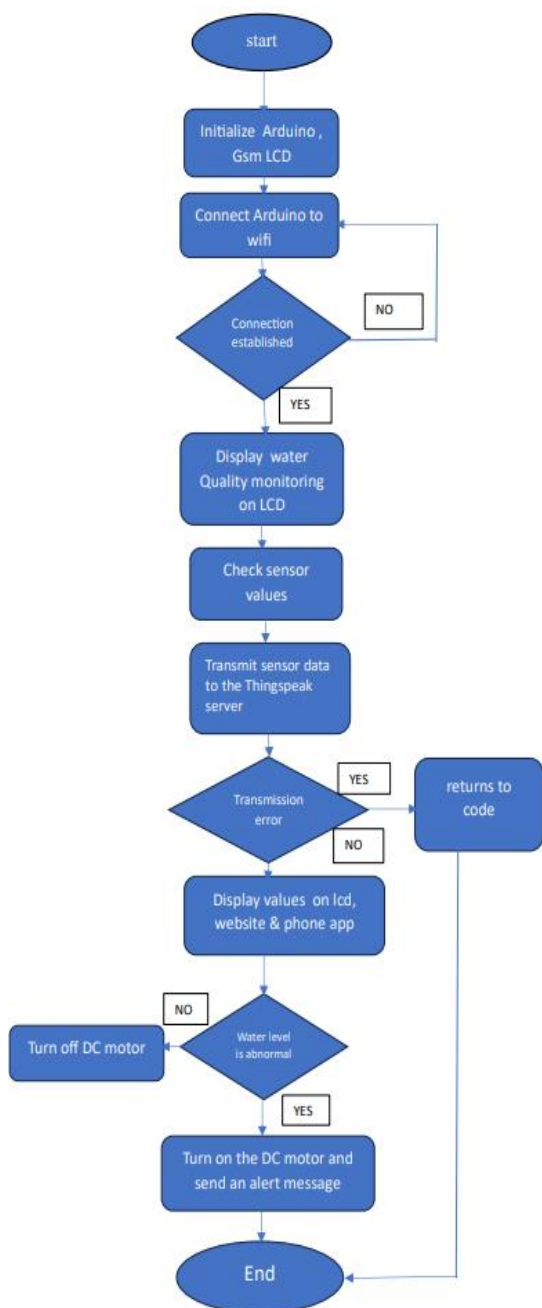 start
Initialize Arduino ,
Gsm LCD
Connect Arduino to
wifi
NO
Connection
established
YES
Display water
Quality monitoring
on LCD
Check sensor
values
Transmit sensor data
to the Thingspeak
server
YES
Transmission
error
returns to
code
NO
Display values on lcd,
website & phone app
NO
Water level
is abnormal
Turn off DC motor
YES
Turn on the DC motor and
send an alert message
End